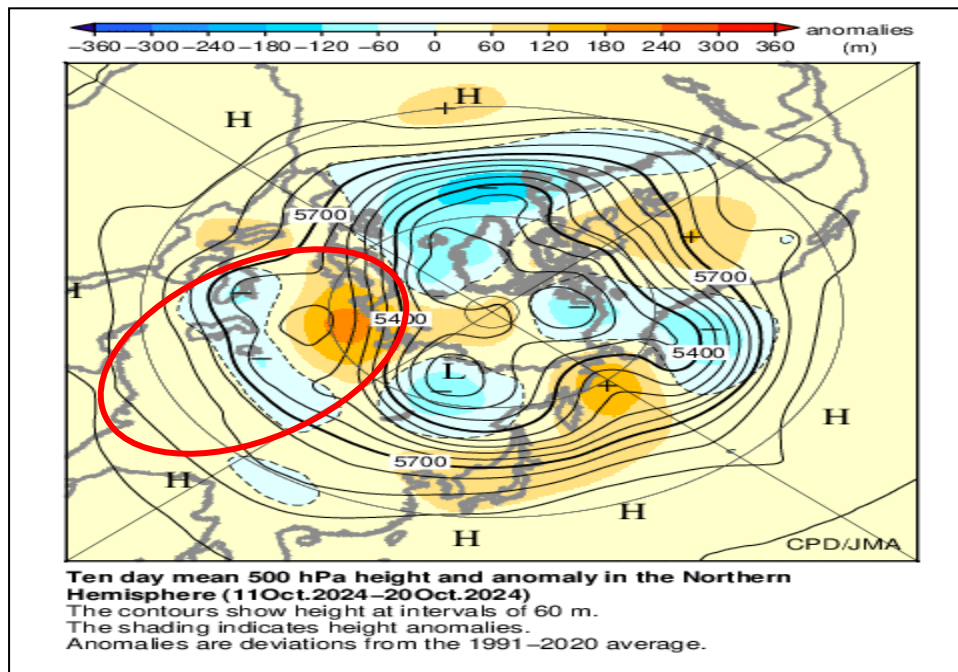 anomalies
−360−300−240−180−120 −60 0 60 120 180 240 300 360 (m)
H
H
5700
5700
H
5400
5400
L
H
5700
H
H
H
CPD/JMA
Ten day mean 500 hPa height and anomaly in the Northern
Hemisphere (11Oct.2024−20Oct.2024)
The contours show height at intervals of 60 m.
The shading indicates height anomalies.
Anomalies are deviations from the 1991−2020 average.